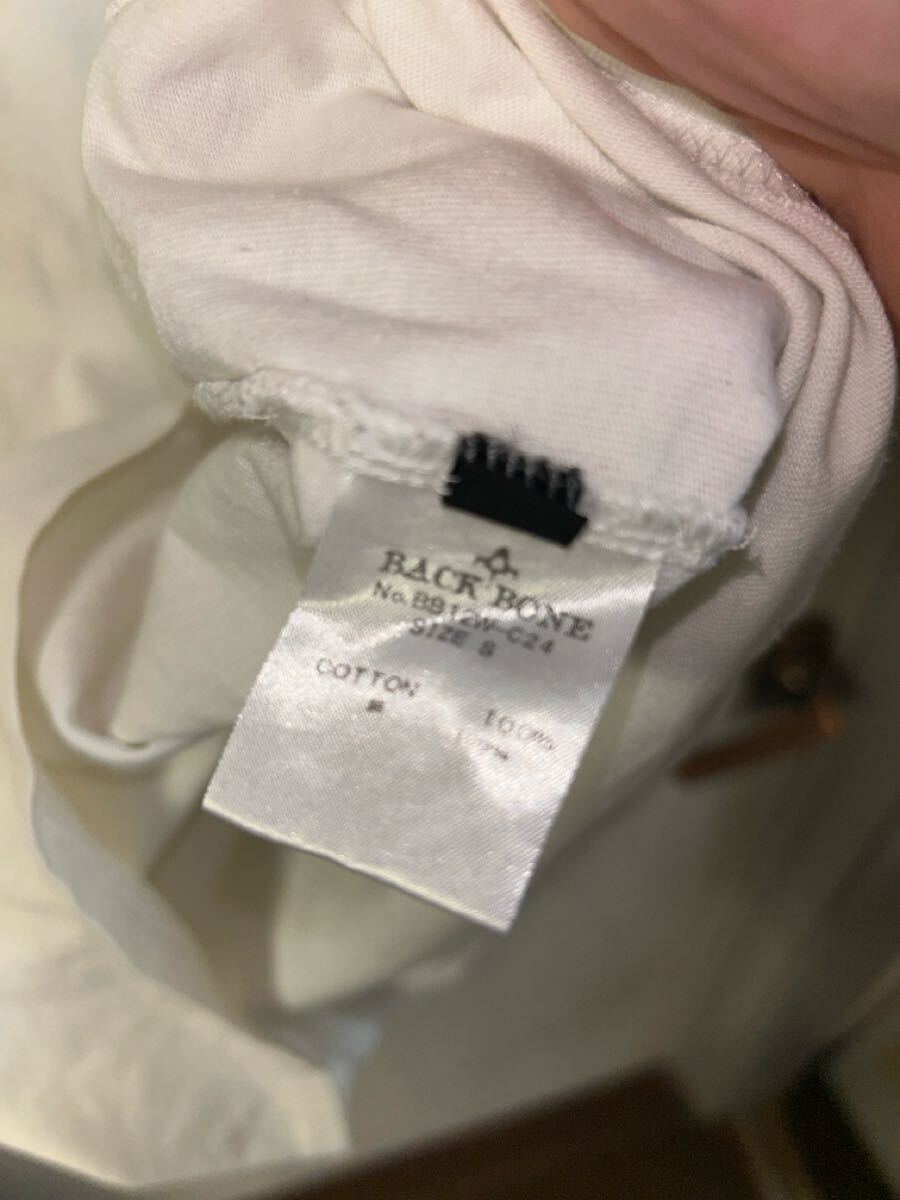 BACK BONE
No.BB12W-C24
SIZE S
COTTON 100%
綿